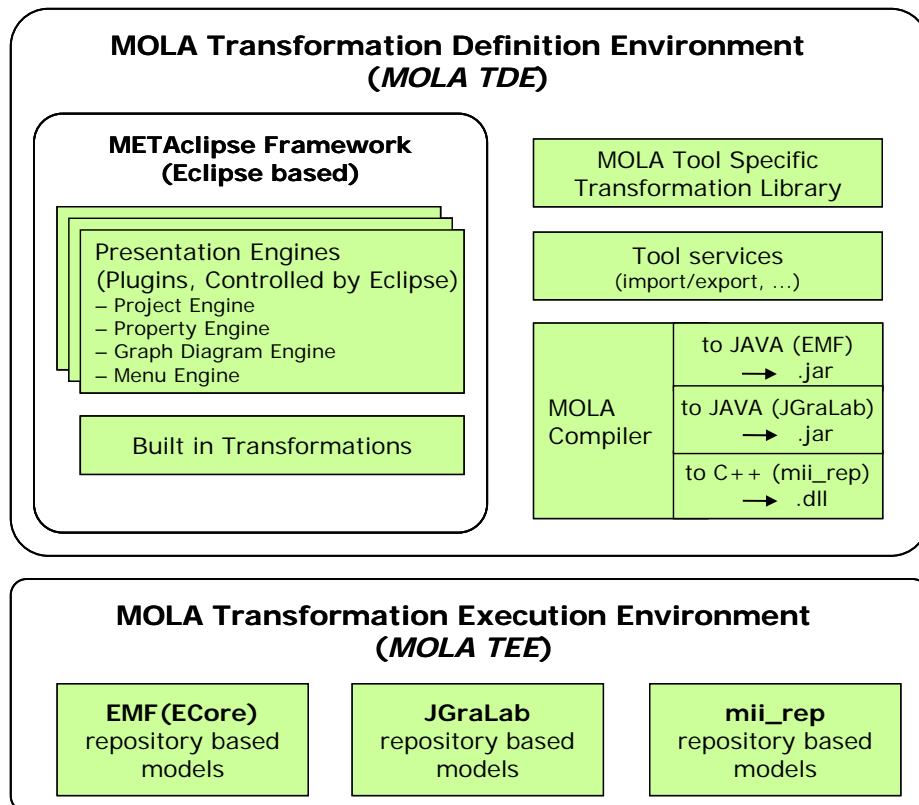 MOLA Transformation Definition Environment
(MOLA TDE)
METAclipse Framework
(Eclipse based)
Presentation Engines
(Plugins, Controlled by Eclipse)
– Project Engine
– Property Engine
– Graph Diagram Engine
– Menu Engine
Built in Transformations
MOLA Tool Specific
Transformation Library
Tool services
(import/export, ...)
MOLA
Compiler
to JAVA (EMF)
→ .jar
to JAVA (JGraLab)
→ .jar
to C++ (mii_rep)
→ .dll
MOLA Transformation Execution Environment
(MOLA TEE)
EMF(ECore)
repository based
models
JGraLab
repository based
models
mii_rep
repository based
models